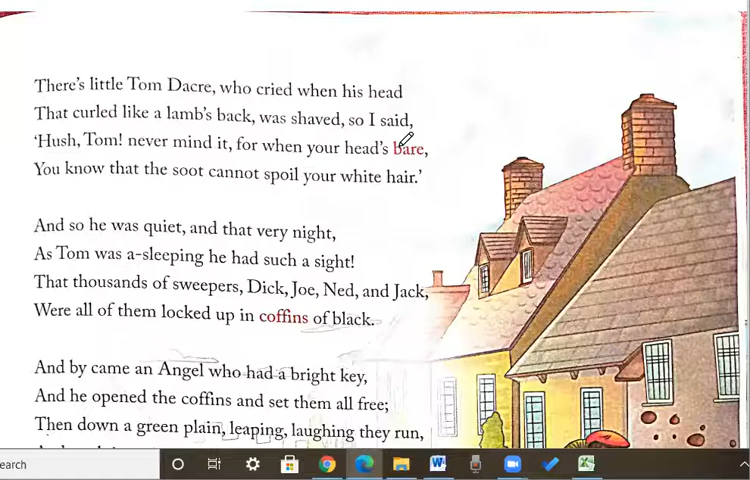 There's little Tom Dacre, who cried when his head
That curled like a lamb's back, was shaved, so I said,
'Hush, Tom! never mind it, for when your head's bare,
You know that the soot cannot spoil your white hair.'
And so he was quiet, and that very night,
As Tom was a-sleeping he had such a sight!
That thousands of sweepers, Dick, Joe, Ned, and Jack,
Were all of them locked up in coffins of black.
And by came an Angel who had a bright key,
And he opened the coffins and set them all free;
Then down a green plain, leaping, laughing they run,
earch